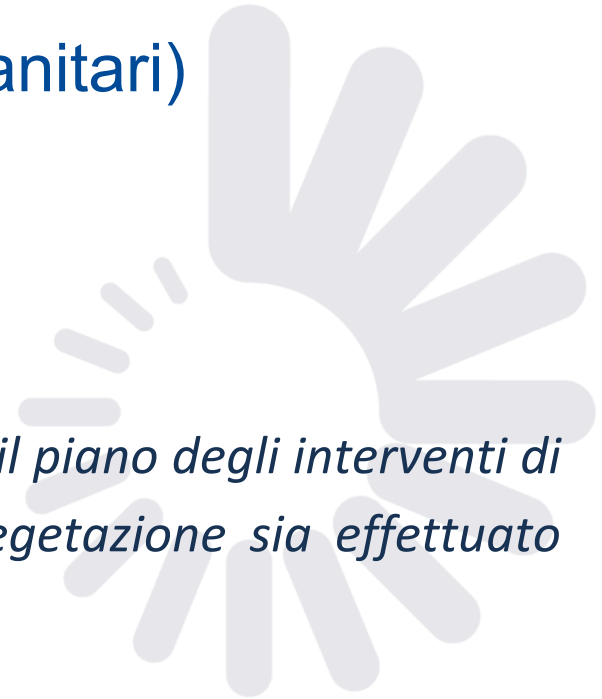 anitari)
il piano degli interventi di
egetazione sia effettuato